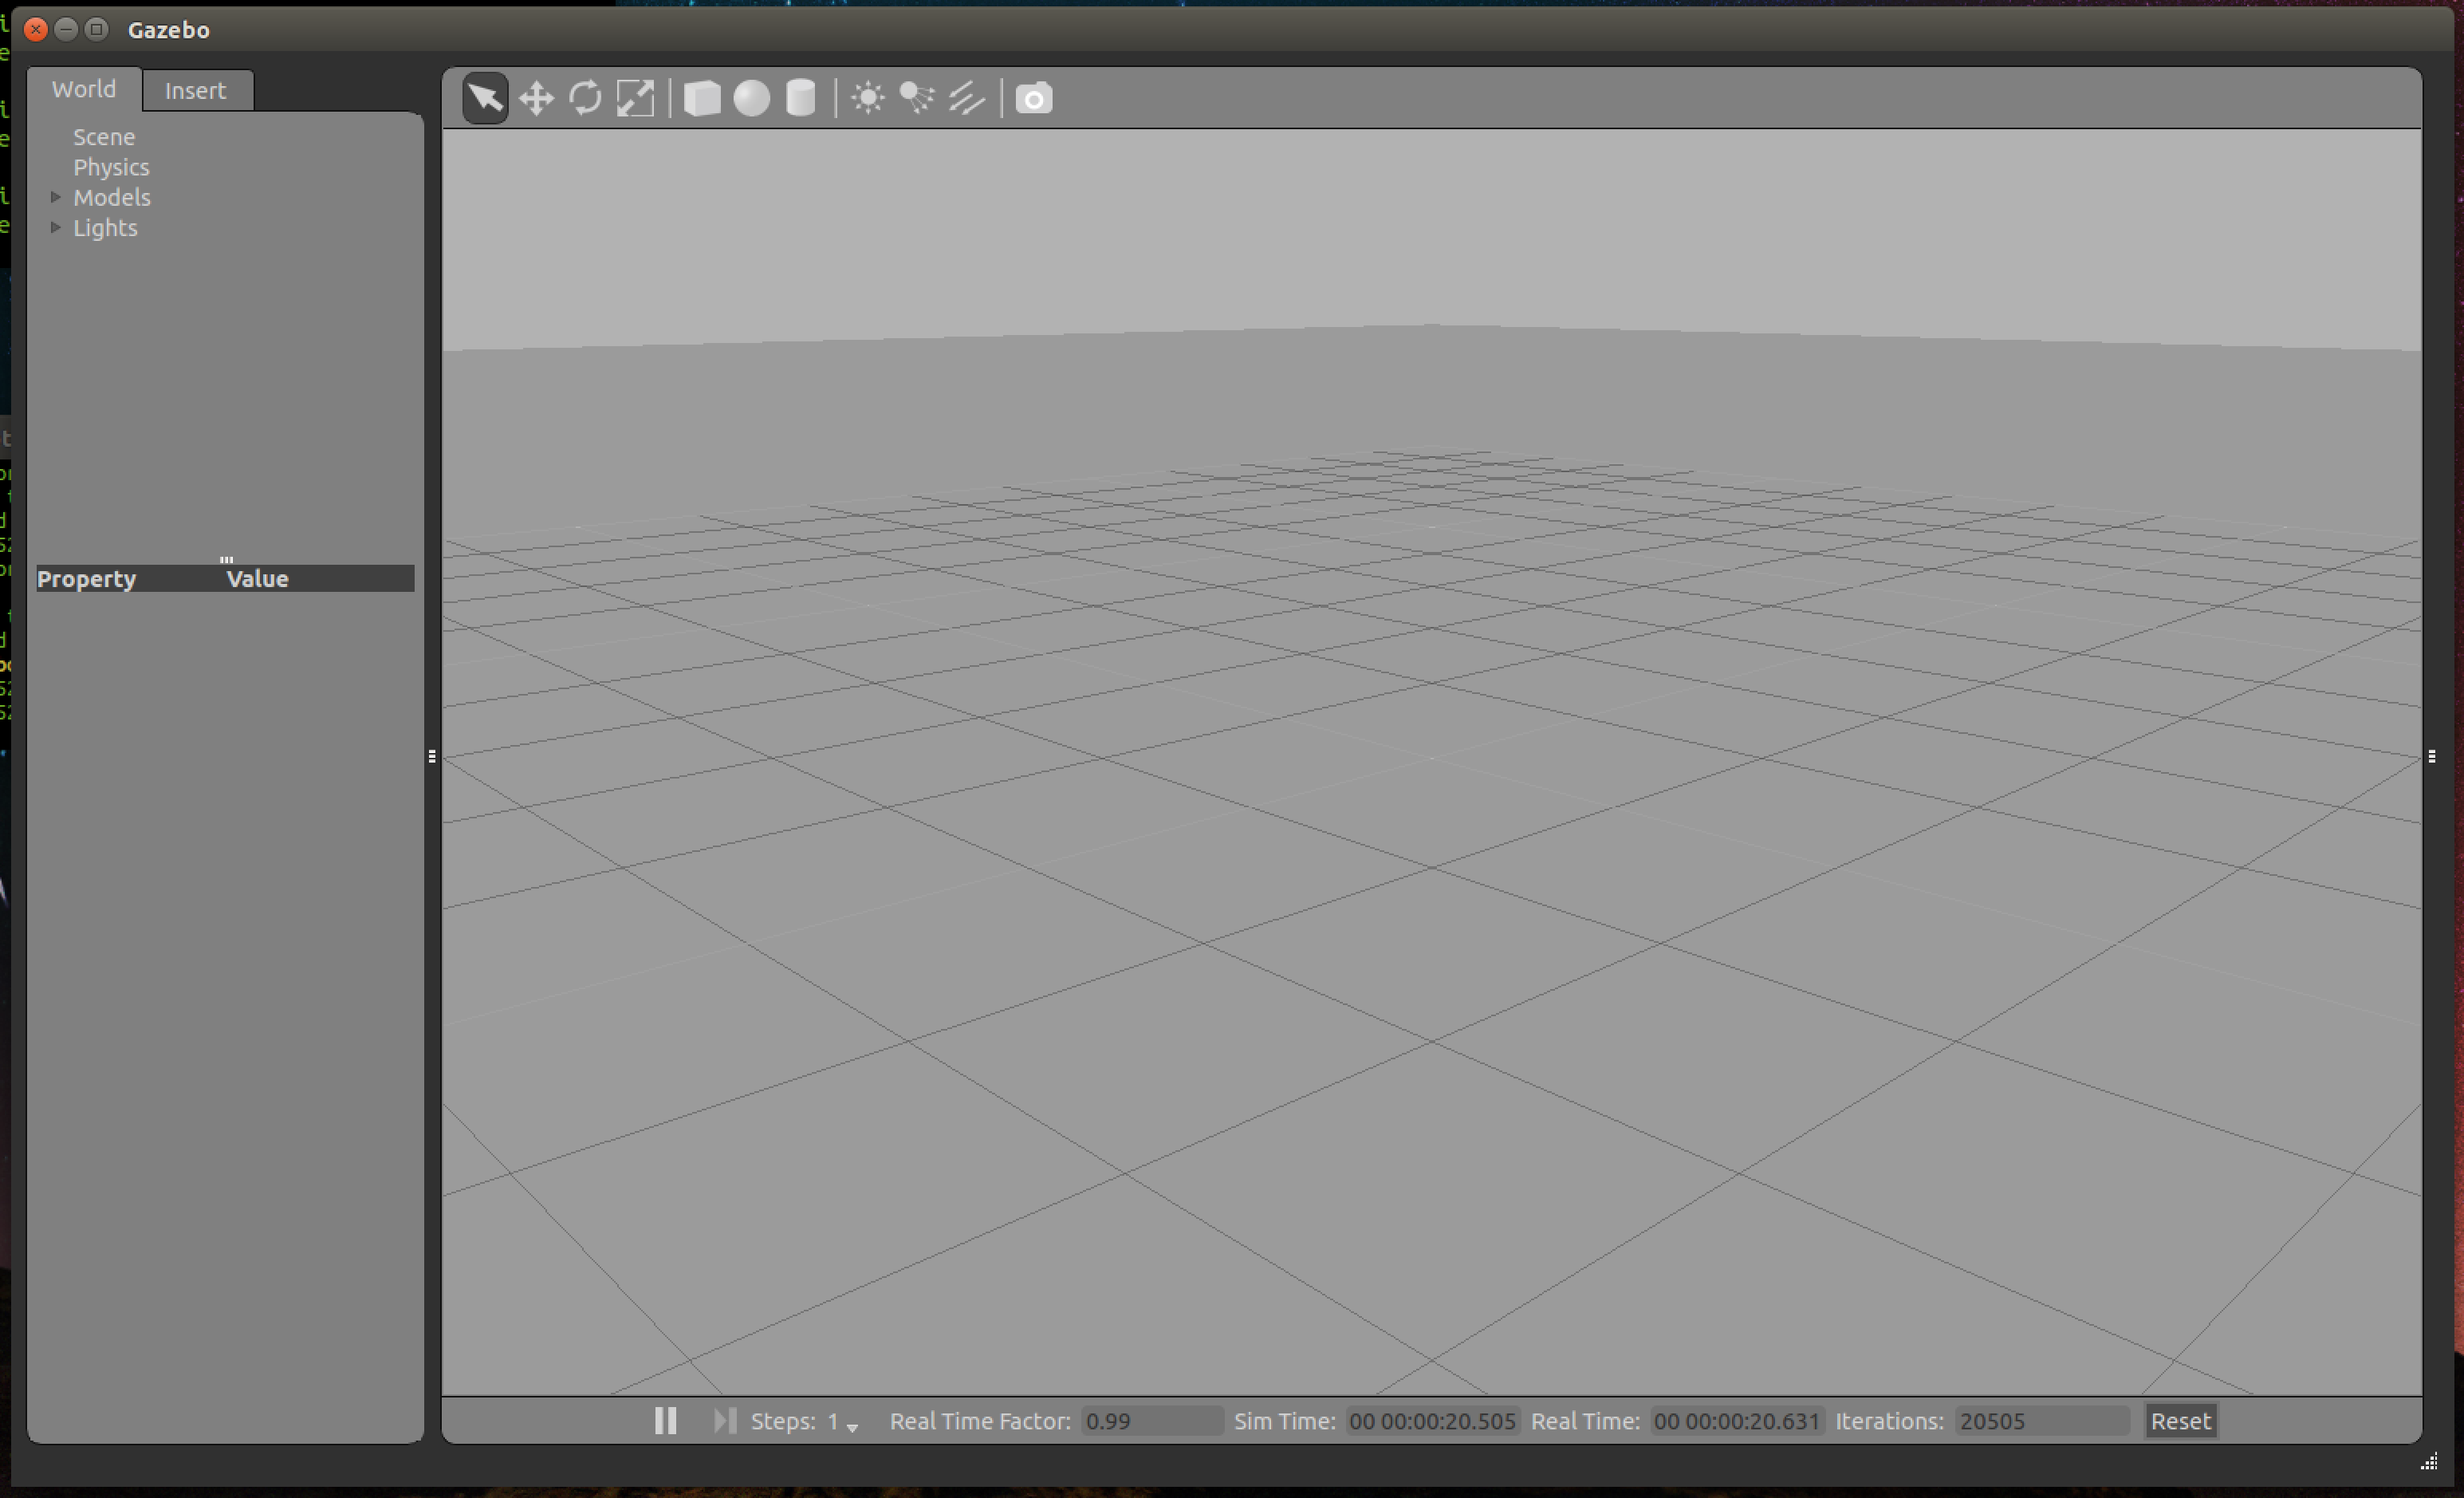 Gazebo
World Insert
Scene
Physics
Models
Lights
Property Value
Steps: 1 Real Time Factor: 0.99 Sim Time: 00 00:00:20.505 Real Time: 00 00:00:20.631 Iterations: 20505 Reset